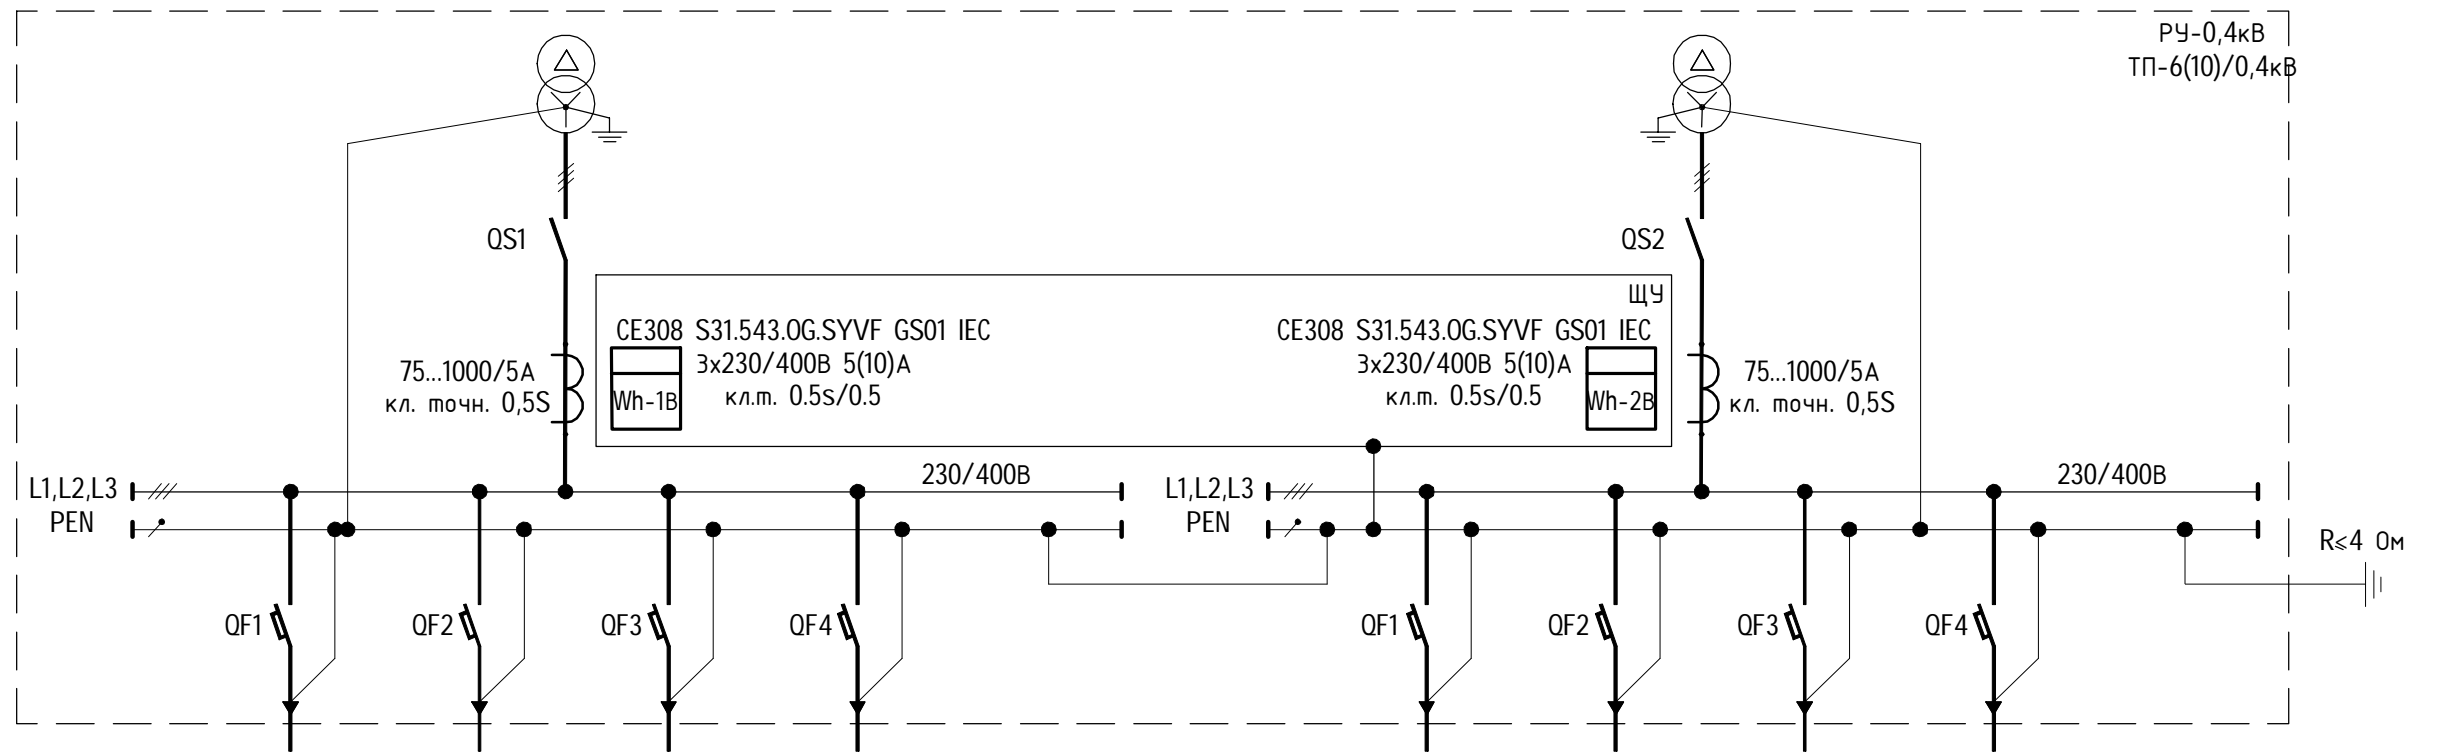 РУ-0,4кВ
ТП-6(10)/0,4кВ
QS1
QS2
ЩУ
CE308 S31.543.OG.SYVF GS01 IEC
3x230/400В 5(10)А
кл.т. 0.5s/0.5
Wh-1В
CE308 S31.543.OG.SYVF GS01 IEC
3x230/400В 5(10)А
кл.т. 0.5s/0.5
Wh-2В
75...1000/5А
кл. точн. 0,5S
75...1000/5А
кл. точн. 0,5S
L1,L2,L3
PEN
230/400В
L1,L2,L3
PEN
230/400В
R≤4 Ом
QF1
QF2
QF3
QF4
QF1
QF2
QF3
QF4